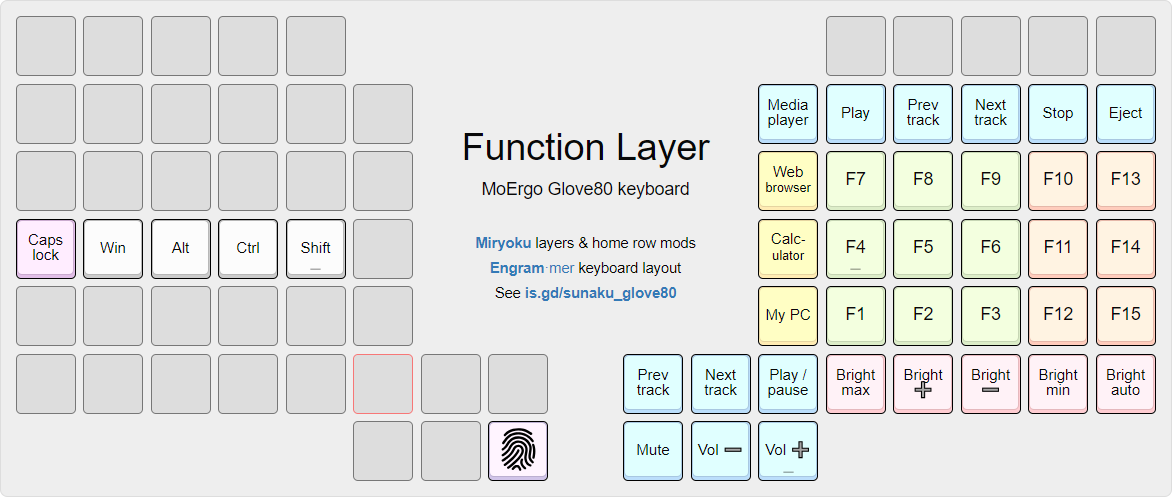 Function Layer
MoErgo Glove80 keyboard
Miryoku layers & home row mods
Engram·mer keyboard layout
See is.gd/sunaku_glove80
Caps
lock
Win
Alt
Ctrl
Shift
_
Media
player
Play
Prev
track
Next
track
Stop
Eject
Web
browser
F7
F8
F9
F10
F13
Calc-
ulator
F4
_
F5
F6
F11
F14
My PC
F1
F2
F3
F12
F15
Prev
track
Next
track
Play /
pause
Bright
max
Bright
+
Bright
−
Bright
min
Bright
auto
Mute
Vol −
Vol +
_